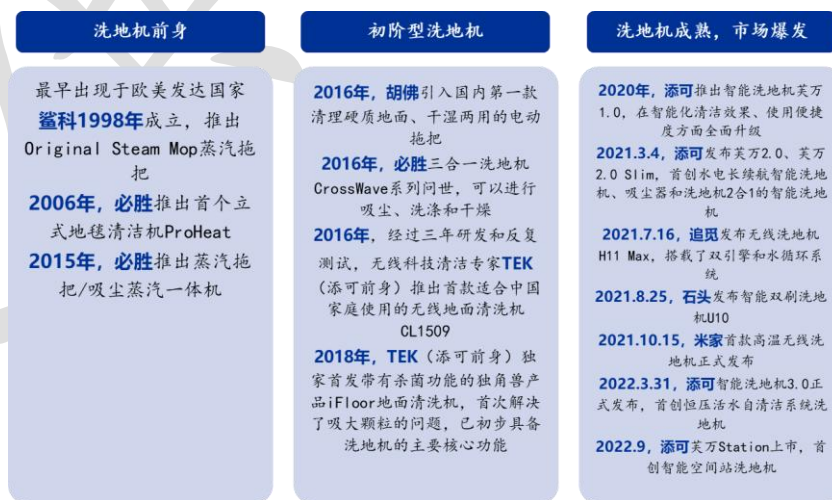 洗地机前身
最早出现于欧美发达国家
鲨科1998年成立，推出
Original Steam Mop蒸汽拖
把
2006年，必胜推出首个立
式地毯清洁机ProHeat
2015年，必胜推出蒸汽拖
把/吸尘蒸汽一体机
初阶型洗地机
2016年，胡佛引入国内第一款
清理硬质地面、干湿两用的电动
拖把
2016年，必胜三合一洗地机
CrossWave系列问世，可以进行
吸尘、洗涤和干燥
2016年，经过三年研发和反复
测试，无线科技清洁专家TEK
（添可前身）推出首款适合中国
家庭使用的无线地面清洗机
CL1509
2018年，TEK（添可前身）独
家首发带有杀菌功能的独角兽产
品iFloor地面清洗机，首次解决
了吸大颗粒的问题，已初步具备
洗地机的主要核心功能
洗地机成熟，市场爆发
2020年，添可推出智能洗地机芙万
1.0，在智能化清洁效果、使用便捷
度方面全面升级
2021.3.4，添可发布芙万2.0、芙万
2.0 Slim，首创水电长续航智能洗地
机、吸尘器和洗地机2合1的智能洗地
机
2021.7.16，追觅发布无线洗地机
H11 Max，搭载了双引擎和水循环系
统
2021.8.25，石头发布智能双刷洗地
机U10
2021.10.15，米家首款高温无线洗
地机正式发布
2022.3.31，添可智能洗地机3.0正
式发布，首创恒压活水自清洁系统洗
地机
2022.9，添可芙万Station上市，首
创智能空间站洗地机